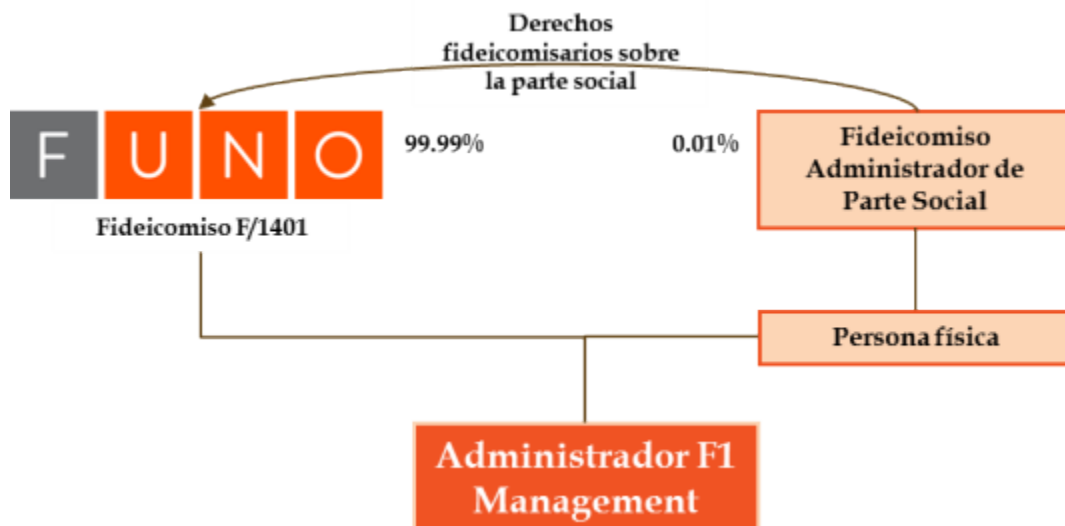 Derechos
fideicomisarios sobre
la parte social
FUNO
99.99%
0.01%
Fideicomiso
Administrador de
Parte Social
Fideicomiso F/1401
Persona física
Administrador F1
Management